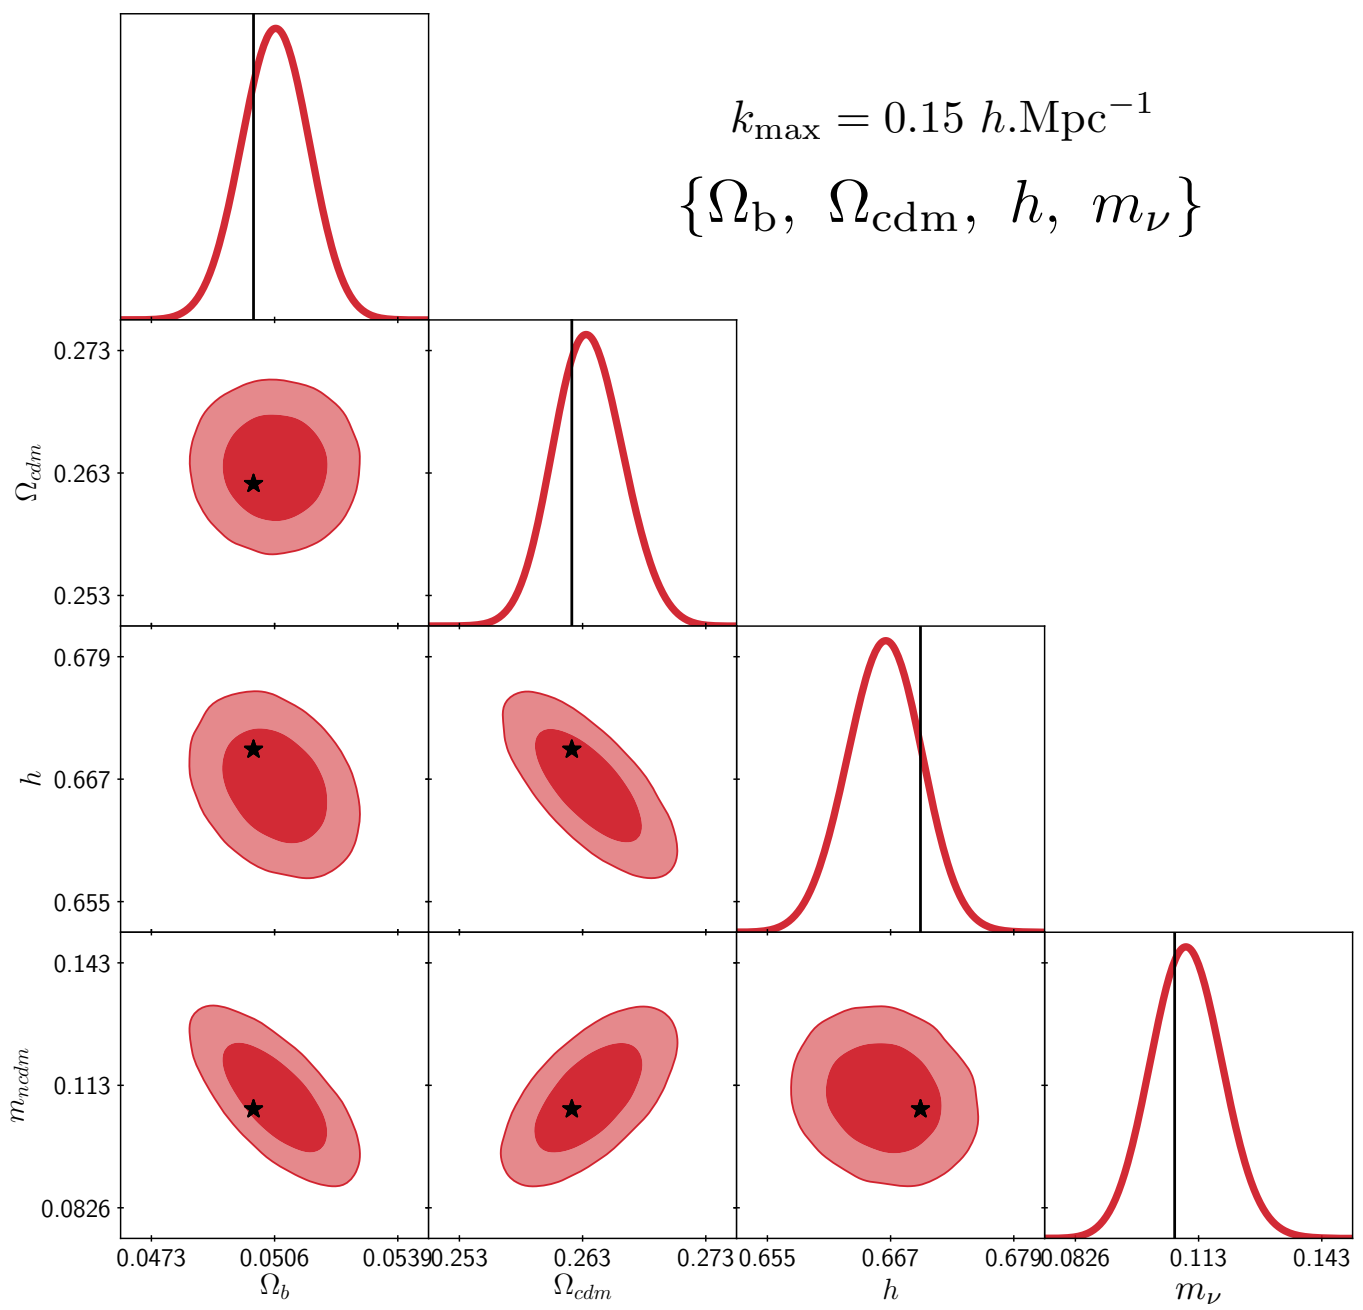 k_max = 0.15 h.Mpc⁻¹
{Ω_b, Ω_cdm, h, m_ν}
0.273
0.263
0.253
Ω_cdm
0.679
0.667
0.655
h
0.143
0.113
0.0826
m_ncdm
0.0473 0.0506 0.0539 0.253 0.263 0.273 0.655 0.667 0.679 0.0826 0.113 0.143
Ω_b Ω_cdm h m_ν